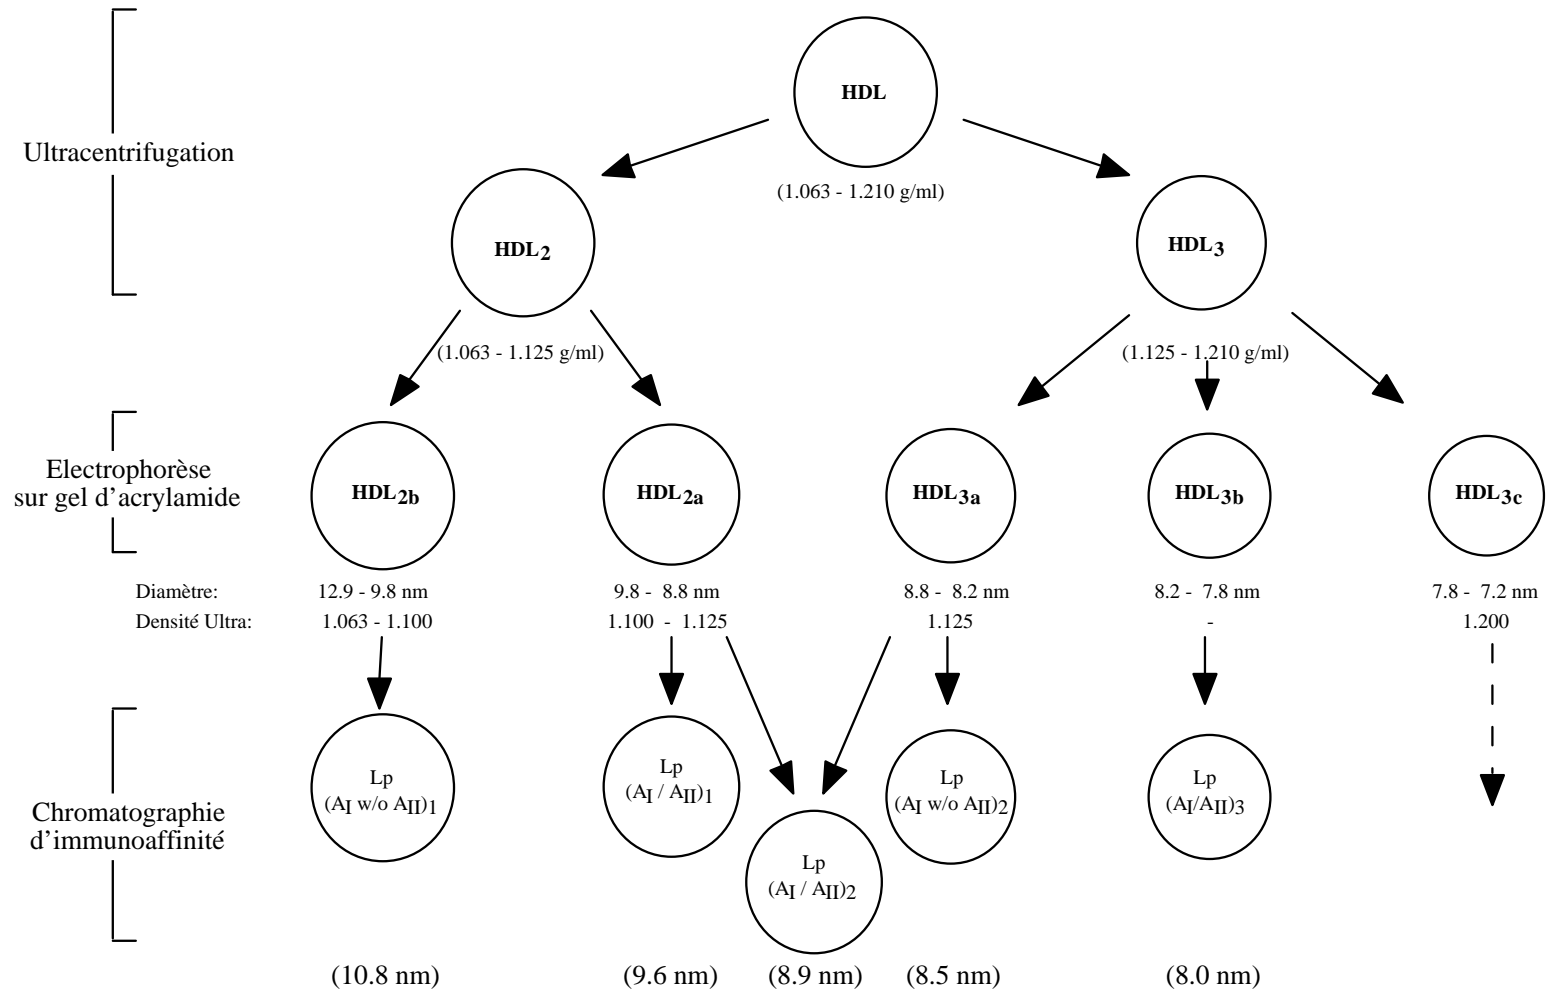 HDL
Ultracentrifugation
(1.063 - 1.210 g/ml)
HDL2
HDL3
(1.063 - 1.125 g/ml)
(1.125 - 1.210 g/ml)
Electrophorèse
sur gel d’acrylamide
HDL2b
HDL2a
HDL3a
HDL3b
HDL3c
Diamètre: 12.9 - 9.8 nm 9.8 - 8.8 nm 8.8 - 8.2 nm 8.2 - 7.8 nm 7.8 - 7.2 nm
Densité Ultra: 1.063 - 1.100 1.100 - 1.125 1.125 - 1.200
Chromatographie
d’immunoaffinité
Lp
(AI w/o AII)1
Lp
(AI / AII)1
Lp
(AI / AII)2
Lp
(AI w/o AII)2
Lp
(AI/AII)3
(10.8 nm) (9.6 nm) (8.9 nm) (8.5 nm) (8.0 nm)